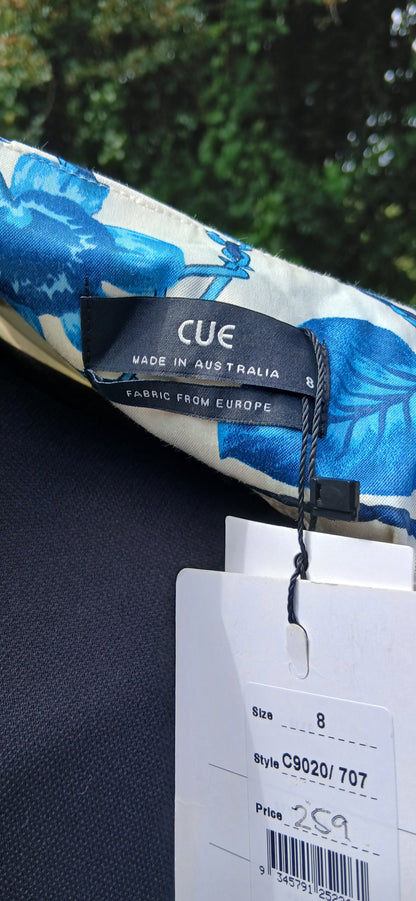 CUE
MADE IN AUSTRALIA 8
FABRIC FROM EUROPE
Size 8
Style C9020/ 707
Price 259